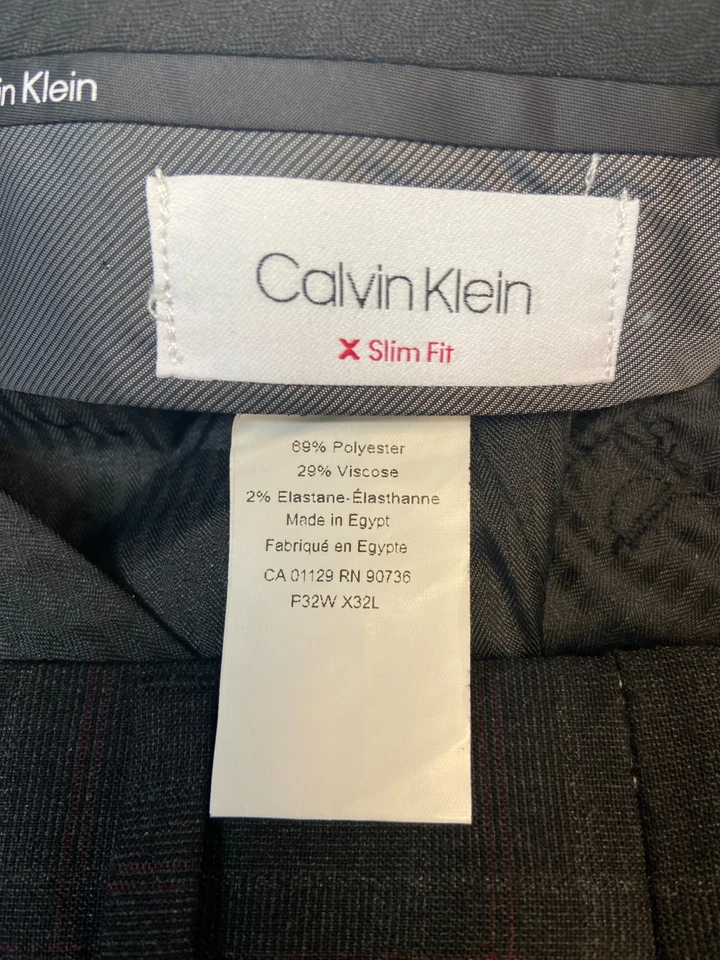 in Klein
Calvin Klein
X Slim Fit
69% Polyester
29% Viscose
2% Elastane-Élasthanne
Made in Egypt
Fabriqué en Egypte
CA 01129 RN 90736
P32W X32L